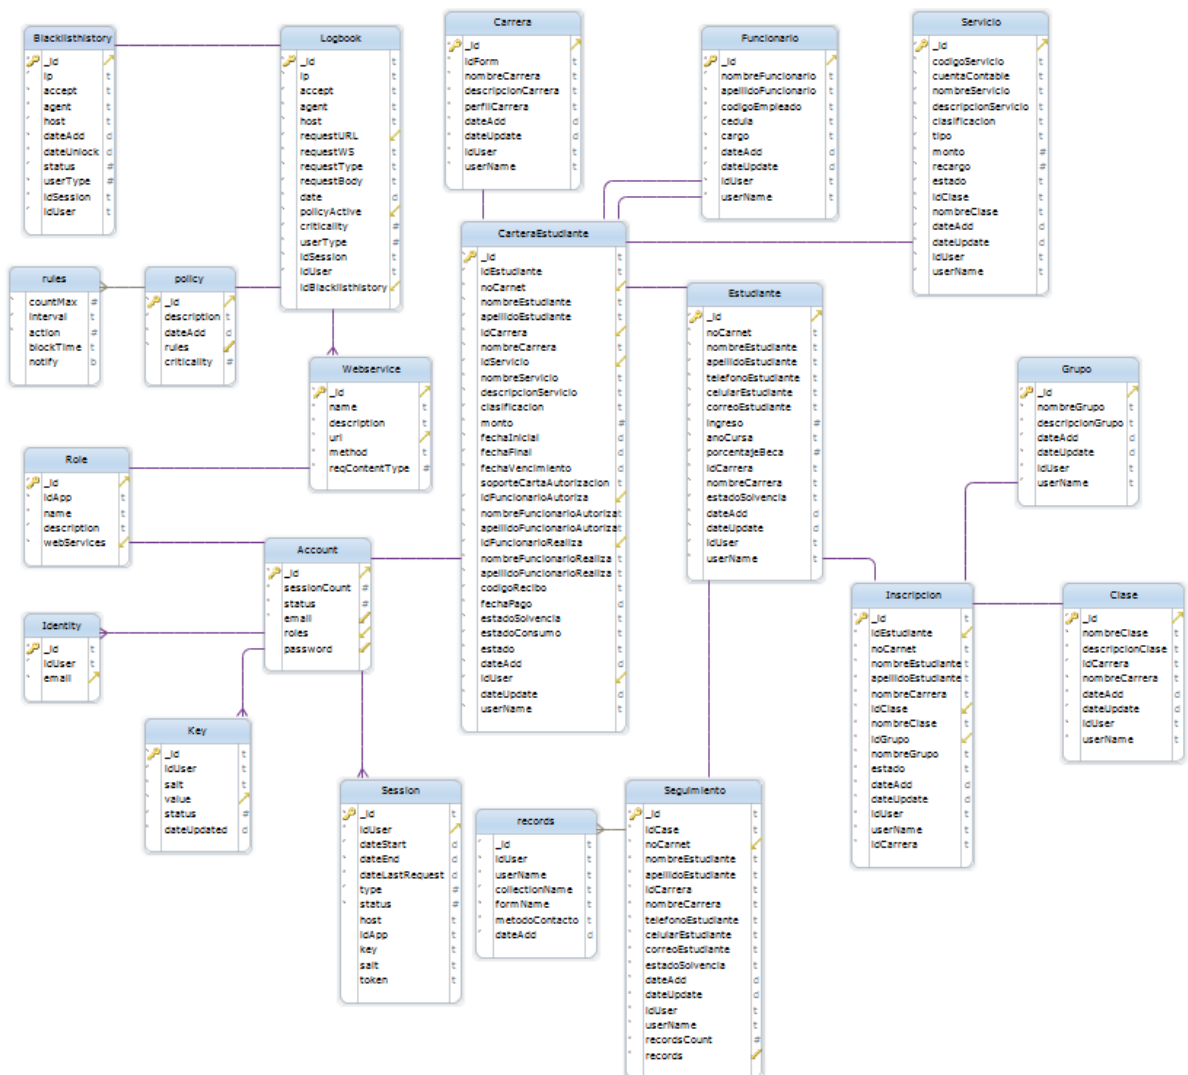 Blacklisthistory
_id
ip
accept
agent
host
dateAdd
dateUnlock
status
userType
idSession
idUser
Logbook
_id
ip
accept
agent
host
requestURL
requestWS
requestType
requestBody
date
policyActive
criticality
userType
idSession
idUser
idBlacklisthistory
Carrera
_id
idForm
nombreCarrera
descripcionCarrera
perfilCarrera
dateAdd
dateUpdate
idUser
userName
Funcionario
_id
nombreFuncionario
apellidoFuncionario
codigoEmpleado
cedula
cargo
dateAdd
dateUpdate
idUser
userName
Servicio
_id
codigoServicio
cuentaContable
nombreServicio
descripcionServicio
clasificacion
tipo
monto
recargo
estado
idClase
nombreClase
dateAdd
dateUpdate
idUser
userName
rules
countMax
interval
action
blockTime
notify
policy
_id
description
dateAdd
rules
criticality
CarteraEstudiante
_id
idEstudiante
noCarnet
nombreEstudiante
apellidoEstudiante
idCarrera
nombreCarrera
idServicio
nombreServicio
descripcionServicio
clasificacion
monto
fechaInicial
fechaFinal
fechaVencimiento
soporteCartaAutorizacion
idFuncionarioAutoriza
nombreFuncionarioAutoriza
apellidoFuncionarioAutoriza
idFuncionarioRealiza
nombreFuncionarioRealiza
apellidoFuncionarioRealiza
codigoRecibo
fechaPago
estadoSolvencia
estadoConsumo
estado
dateAdd
idUser
dateUpdate
userName
Estudiante
_id
noCarnet
nombreEstudiante
apellidoEstudiante
telefonoEstudiante
celularEstudiante
correoEstudiante
ingreso
anoCursa
porcentajeBeca
idCarrera
nombreCarrera
estadoSolvencia
dateAdd
dateUpdate
idUser
userName
Webservice
_id
name
description
url
method
reqContentType
Grupo
_id
nombreGrupo
descripcionGrupo
dateAdd
dateUpdate
idUser
userName
Role
_id
idApp
name
description
webServices
Account
_id
sessionCount
status
email
roles
password
Inscripcion
_id
idEstudiante
noCarnet
nombreEstudiante
apellidoEstudiante
nombreCarrera
idClase
nombreClase
idGrupo
nombreGrupo
estado
dateAdd
dateUpdate
idUser
userName
idCarrera
Clase
_id
nombreClase
descripcionClase
idCarrera
nombreCarrera
dateAdd
dateUpdate
idUser
userName
Identity
_id
idUser
email
Key
_id
idUser
salt
value
status
dateUpdated
Session
_id
idUser
dateStart
dateEnd
dateLastRequest
type
status
host
idApp
key
salt
token
records
_id
idUser
userName
collectionName
formName
metodoContacto
dateAdd
Seguimiento
_id
idCase
noCarnet
nombreEstudiante
apellidoEstudiante
idCarrera
nombreCarrera
telefonoEstudiante
celularEstudiante
correoEstudiante
estadoSolvencia
dateAdd
dateUpdate
idUser
userName
recordsCount
records